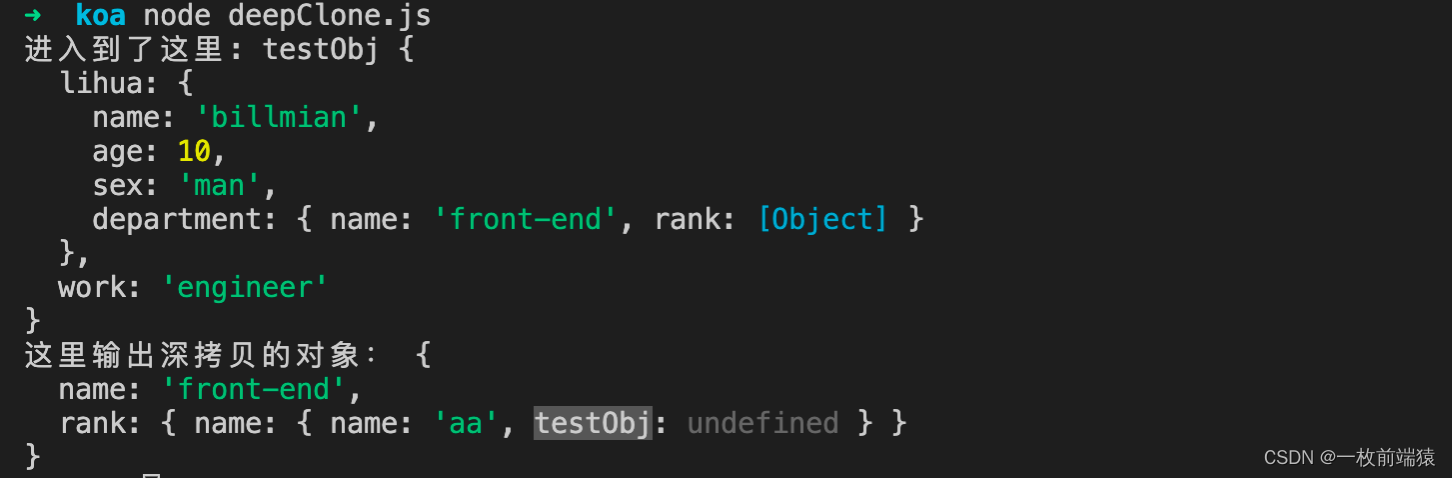 ➜  koa node deepClone.js
进入到了这里: testObj {
  lihua: {
    name: 'billmian',
    age: 10,
    sex: 'man',
    department: { name: 'front-end', rank: [Object] }
  },
  work: 'engineer'
}
这里输出深拷贝的对象:  {
  name: 'front-end',
  rank: { name: { name: 'aa', testObj: undefined } }
}
CSDN @一枚前端猿